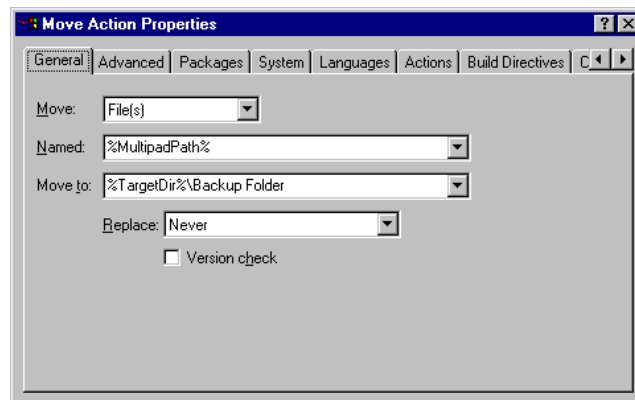 Move Action Properties
General Advanced Packages System Languages Actions Build Directives
Move: File(s)
Named: %MultipadPath%
Move to: %TargetDir%\Backup Folder
Replace: Never
Version check